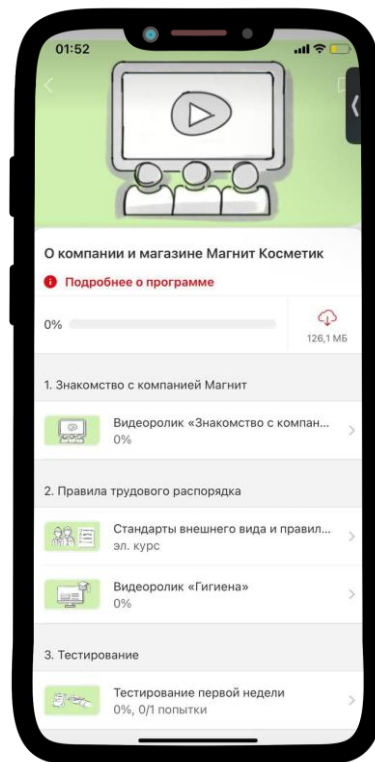 01:52
О компании и магазине Магнит Косметик
Подробнее о программе
0%
126,1 МБ
1. Знакомство с компанией Магнит
Видеоролик «Знакомство с компан...
0%
2. Правила трудового распорядка
Стандарты внешнего вида и правил...
эл. курс
Видеоролик «Гигиена»
0%
3. Тестирование
Тестирование первой недели
0%, 0/1 попытки